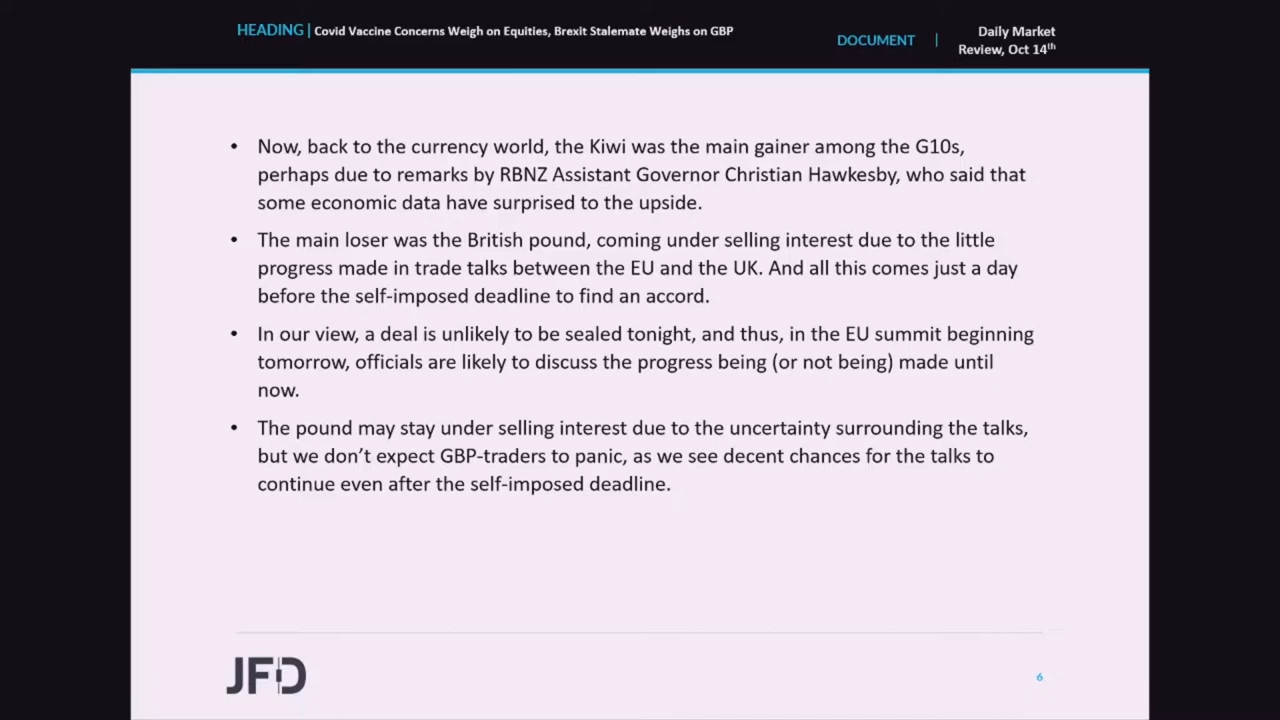 HEADING | Covid Vaccine Concerns Weigh on Equities, Brexit Stalemate Weighs on GBP
DOCUMENT | Daily Market
Review, Oct 14th
• Now, back to the currency world, the Kiwi was the main gainer among the G10s,
perhaps due to remarks by RBNZ Assistant Governor Christian Hawkesby, who said that
some economic data have surprised to the upside.
• The main loser was the British pound, coming under selling interest due to the little
progress made in trade talks between the EU and the UK. And all this comes just a day
before the self-imposed deadline to find an accord.
• In our view, a deal is unlikely to be sealed tonight, and thus, in the EU summit beginning
tomorrow, officials are likely to discuss the progress being (or not being) made until
now.
• The pound may stay under selling interest due to the uncertainty surrounding the talks,
but we don’t expect GBP-traders to panic, as we see decent chances for the talks to
continue even after the self-imposed deadline.
JFD
6